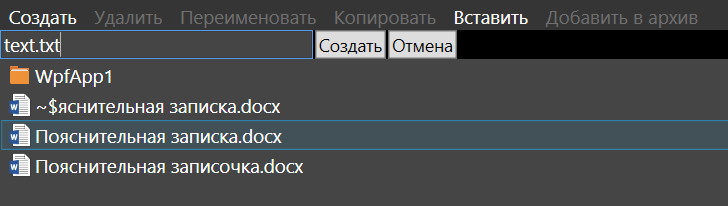 Создать Удалить Переименовать Копировать Вставить Добавить в архив
text.txt Создать Отмена
WpfApp1
~$яснительная записка.docx
Пояснительная записка.docx
Пояснительная записочка.docx